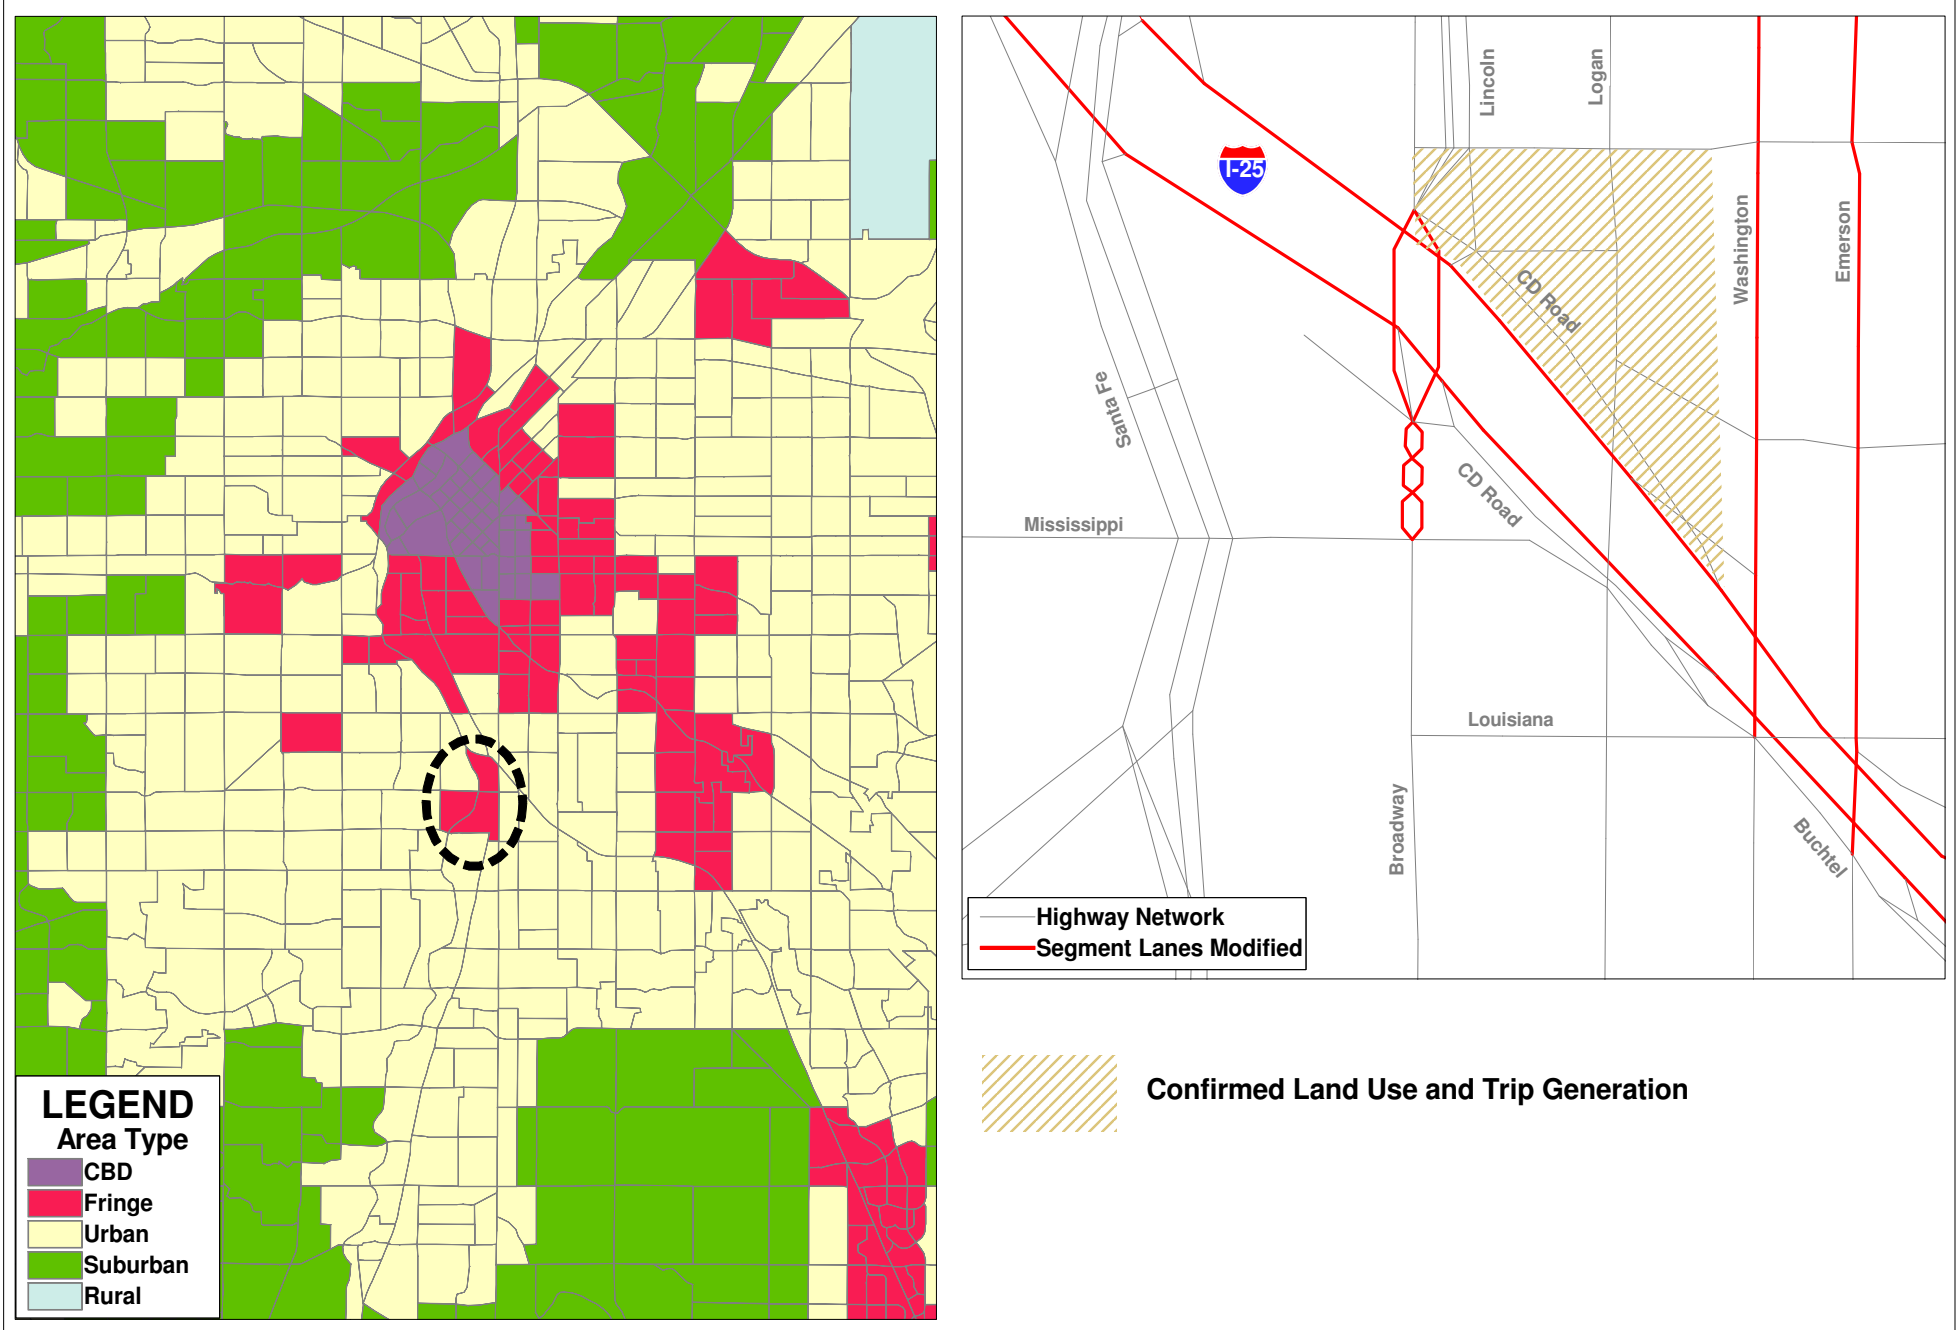 LEGEND
Area Type
CBD
Fringe
Urban
Suburban
Rural
I-25
Lincoln
Logan
Washington
Emerson
CD Road
Santa Fe
CD Road
Mississippi
Louisiana
Broadway
Buchtel
Highway Network
Segment Lanes Modified
Confirmed Land Use and Trip Generation